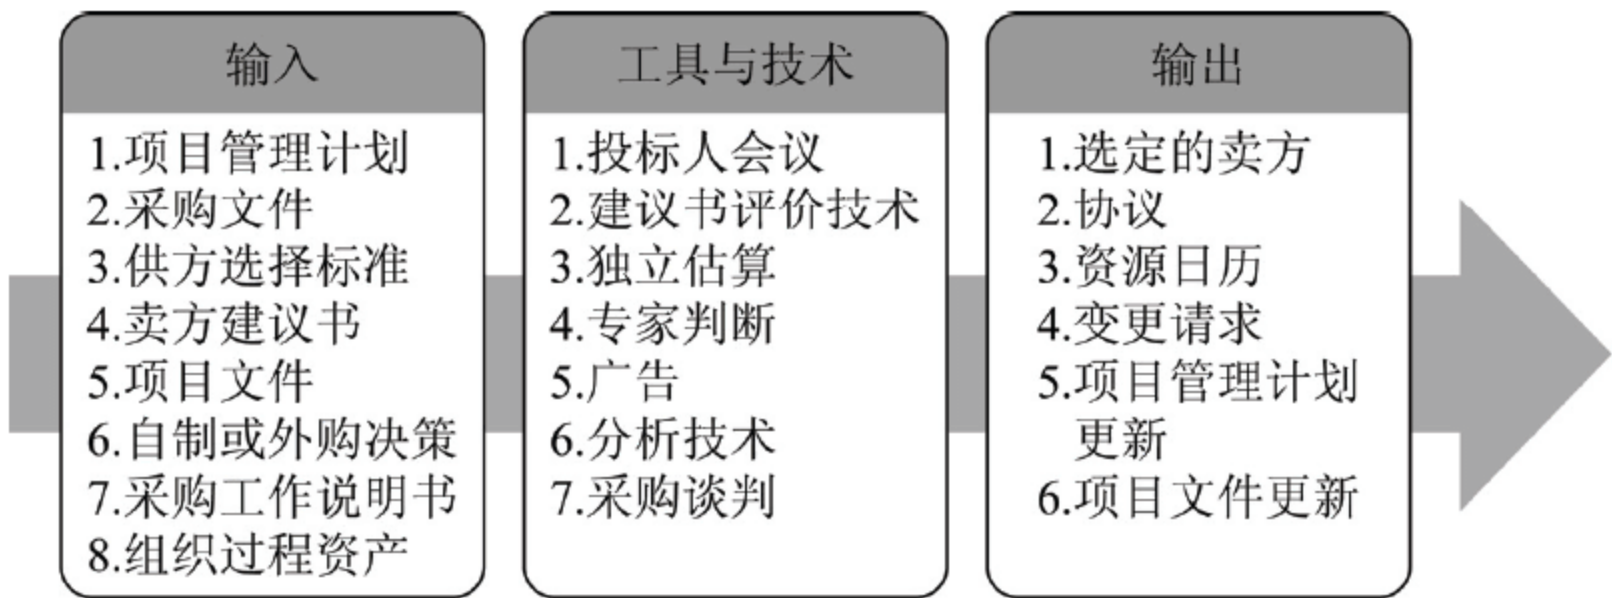 输入
1.项目管理计划
2.采购文件
3.供方选择标准
4.卖方建议书
5.项目文件
6.自制或外购决策
7.采购工作说明书
8.组织过程资产
工具与技术
1.投标人会议
2.建议书评价技术
3.独立估算
4.专家判断
5.广告
6.分析技术
7.采购谈判
输出
1.选定的卖方
2.协议
3.资源日历
4.变更请求
5.项目管理计划
更新
6.项目文件更新